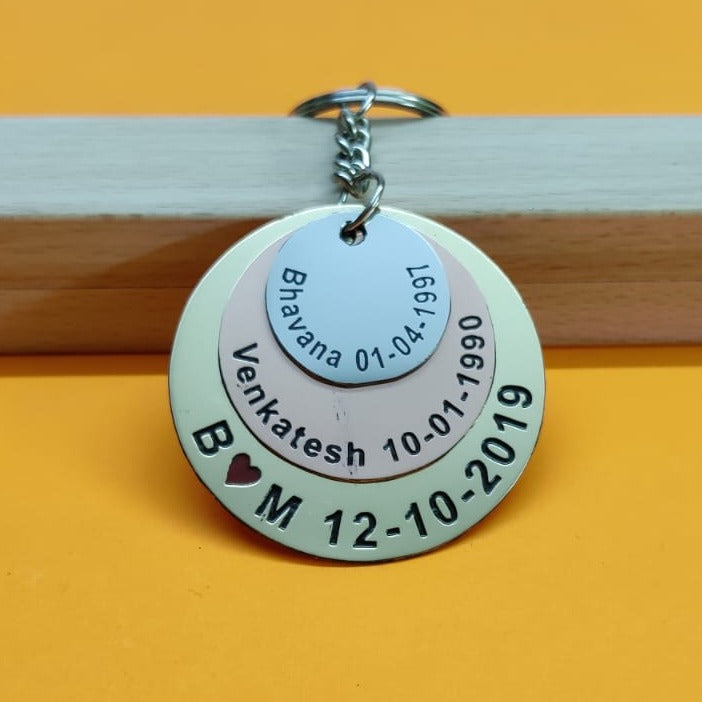 Bhavana 01-04-1997
Venkatesh 10-01-1990
B♥M 12-10-2019